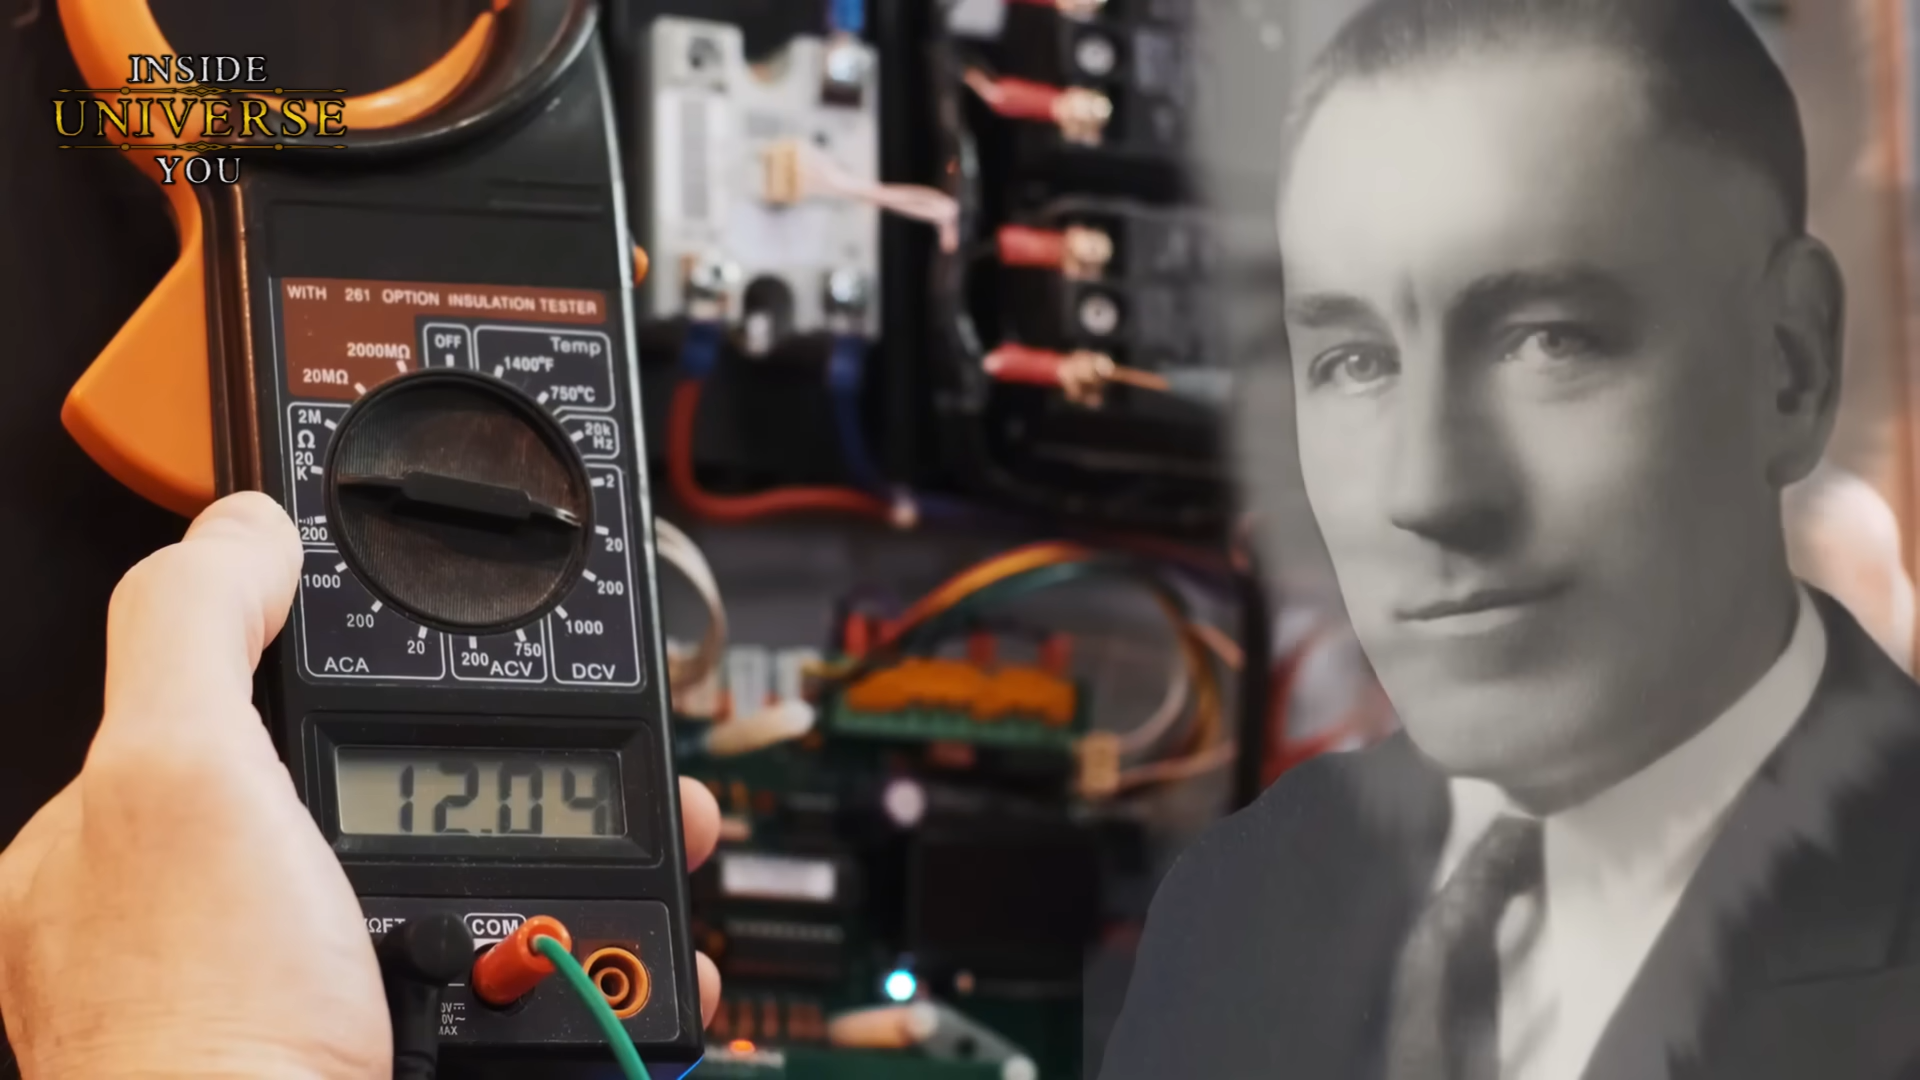 INSIDE
UNIVERSE
YOU
WITH 261 OPTION INSULATION TESTER
OFF
Temp
2000MΩ
1400°F
20MΩ
750°C
2M
20k
Hz
Ω
20
K
2
200
20
1000
200
200
1000
20
200
750
ACA
ACV
DCV
12.04
COM
MAX